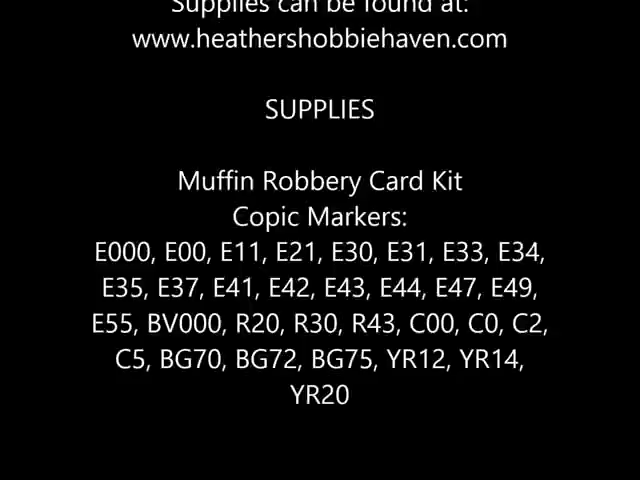 Supplies can be found at:
www.heathershobbiehaven.com
SUPPLIES
Muffin Robbery Card Kit
Copic Markers:
E000, E00, E11, E21, E30, E31, E33, E34,
E35, E37, E41, E42, E43, E44, E47, E49,
E55, BV000, R20, R30, R43, C00, C0, C2,
C5, BG70, BG72, BG75, YR12, YR14,
YR20